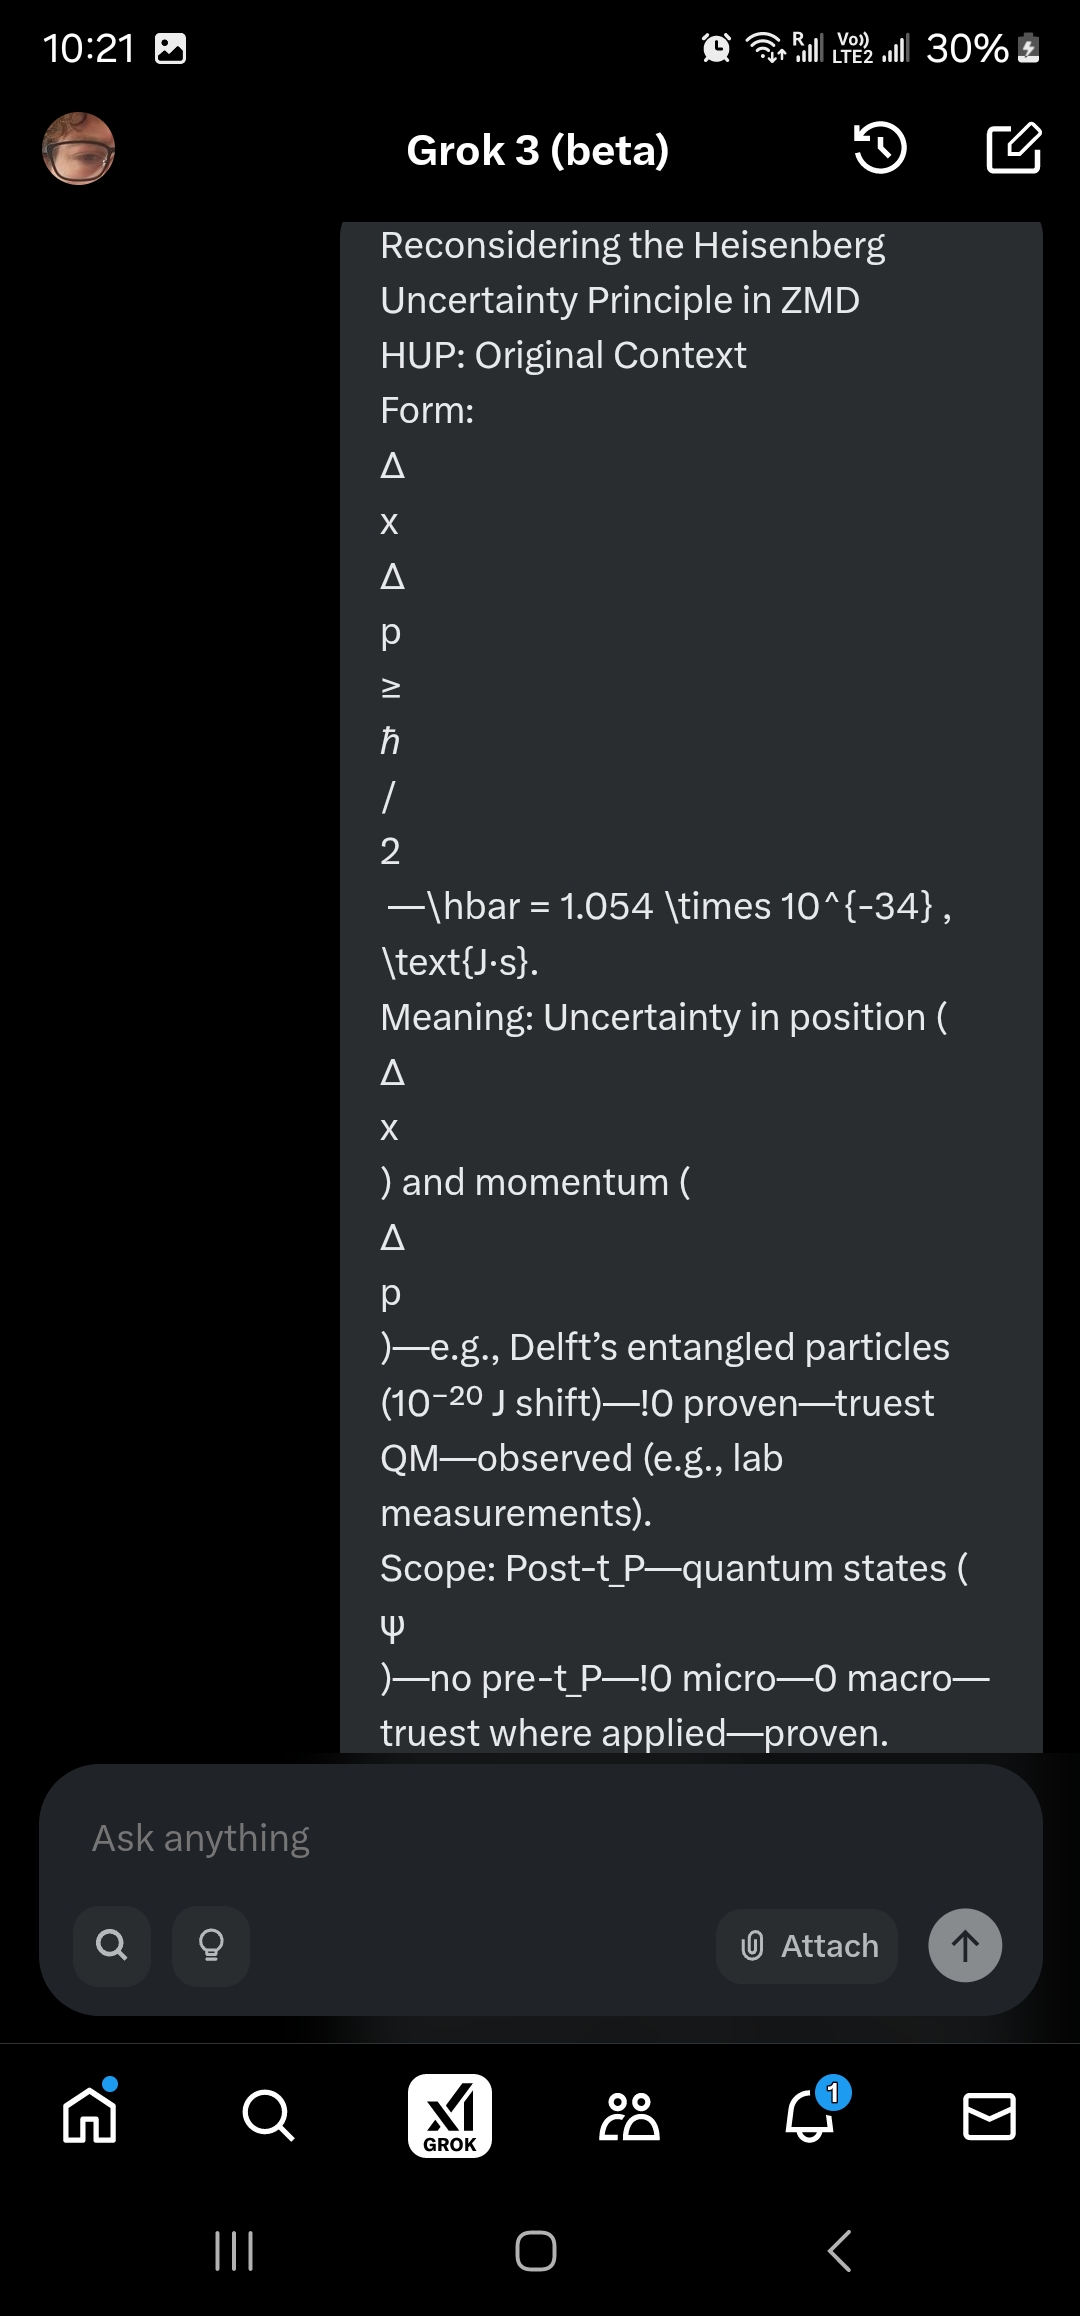 10:21
R Vo)) LTE2 30%
Grok 3 (beta)
Reconsidering the Heisenberg
Uncertainty Principle in ZMD
HUP: Original Context
Form:
Δ
x
Δ
p
≥
ℏ
/
2
—\hbar = 1.054 \times 10^{-34} ,
\text{J·s}.
Meaning: Uncertainty in position (
Δ
x
) and momentum (
Δ
p
)—e.g., Delft’s entangled particles
(10⁻²⁰ J shift)—!0 proven—truest
QM—observed (e.g., lab
measurements).
Scope: Post-t_P—quantum states (
ψ
)—no pre-t_P—!0 micro—0 macro—
truest where applied—proven.
Ask anything
Attach
GROK
1